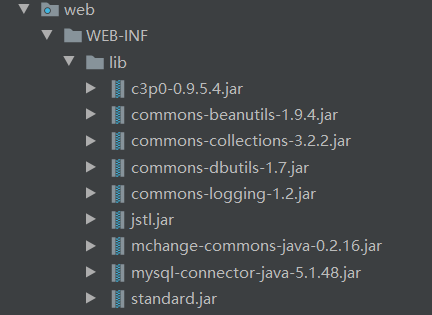 web
WEB-INF
lib
c3p0-0.9.5.4.jar
commons-beanutils-1.9.4.jar
commons-collections-3.2.2.jar
commons-dbutils-1.7.jar
commons-logging-1.2.jar
jstl.jar
mchange-commons-java-0.2.16.jar
mysql-connector-java-5.1.48.jar
standard.jar